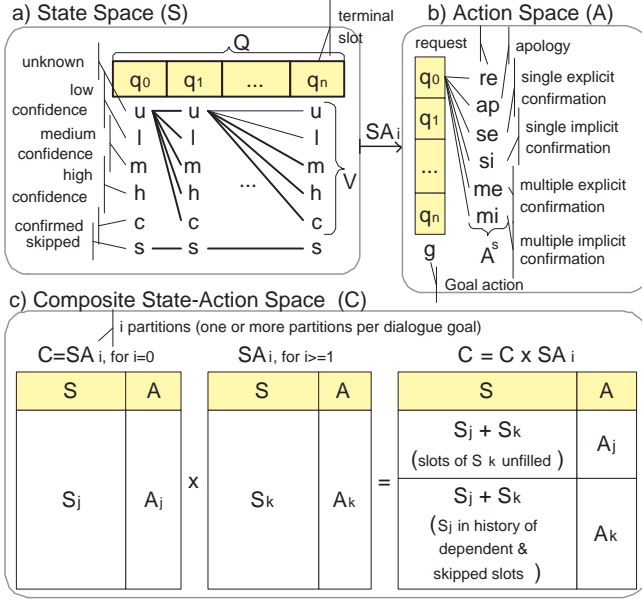 a) State Space (S)
terminal
slot
Q
q0 q1 ... qn
unknown
low
confidence
medium
confidence
high
confidence
confirmed
skipped
u u u
l l l
m m m
h h ... h
c c c
s s s
V
SA i
b) Action Space (A)
request
apology
q0
q1
...
qn
g
Goal action
re
ap
se
si
me
mi
A s
single explicit
confirmation
single implicit
confirmation
multiple explicit
confirmation
multiple implicit
confirmation
c) Composite State-Action Space (C)
i partitions (one or more partitions per dialogue goal)
C=SA i, for i=0
S A
Sj Aj
x
SA i, for i>=1
S A
Sk Ak
=
C = C x SA i
S A
Sj + Sk Aj
(slots of S k unfilled )
Sj + Sk Ak
(Sj in history of
dependent &
skipped slots )